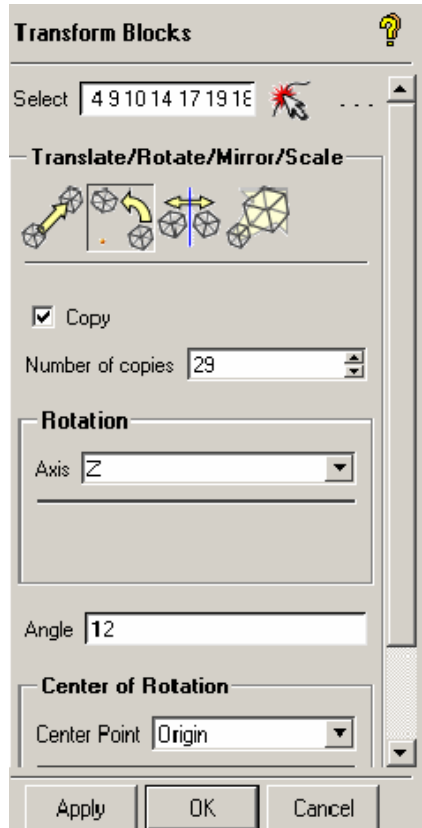 Transform Blocks
Select 4 9 10 14 17 19 18 ...
Translate/Rotate/Mirror/Scale
Copy
Number of copies 29
Rotation
Axis Z
Angle 12
Center of Rotation
Center Point Origin
Apply OK Cancel